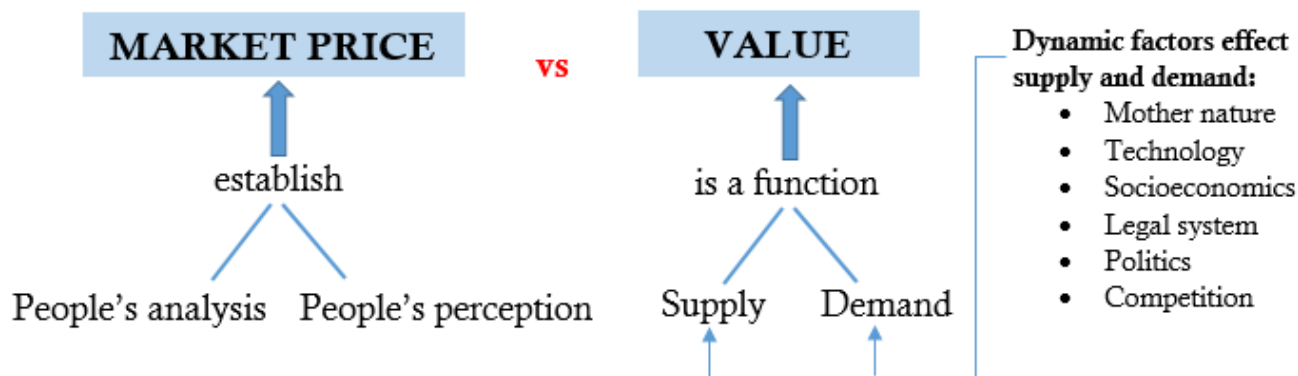 MARKET PRICE
vs
VALUE
establish
is a function
People’s analysis
People’s perception
Supply
Demand
Dynamic factors effect
supply and demand:
• Mother nature
• Technology
• Socioeconomics
• Legal system
• Politics
• Competition